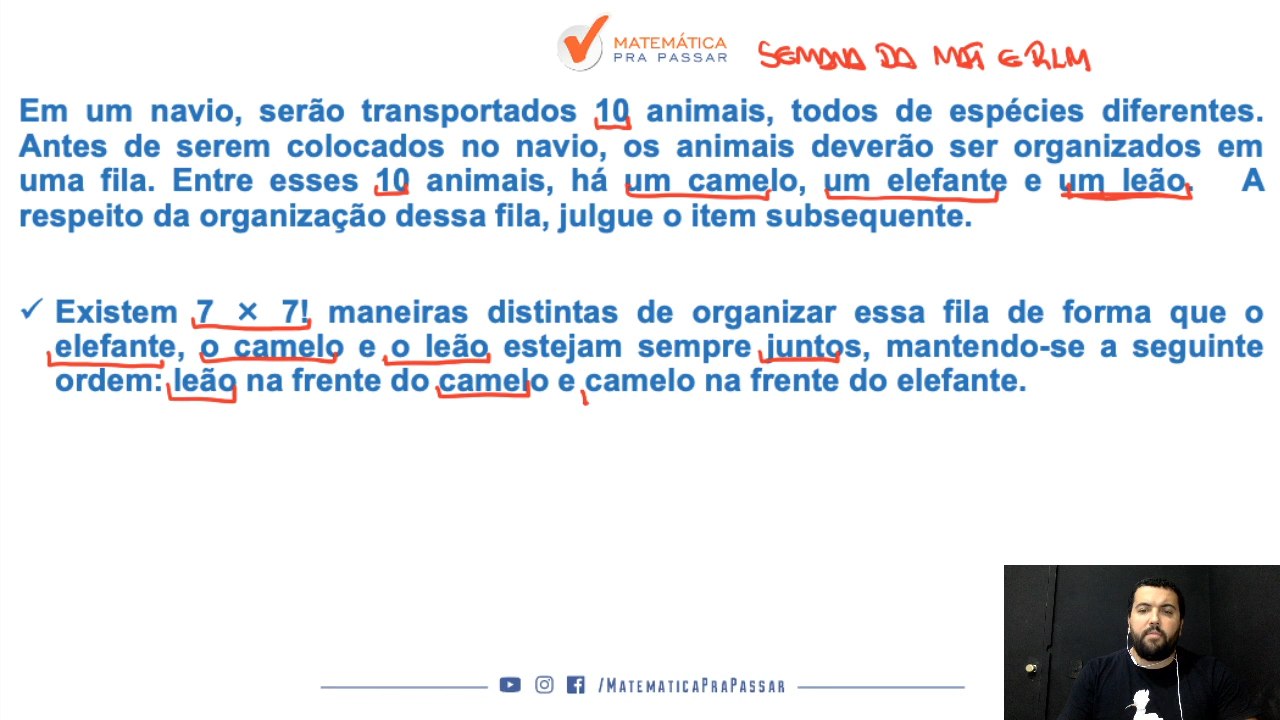 MATEMÁTICA
PRA PASSAR
SEMANA DA MAT E RLM
Em um navio, serão transportados 10 animais, todos de espécies diferentes.
Antes de serem colocados no navio, os animais deverão ser organizados em
uma fila. Entre esses 10 animais, há um camelo, um elefante e um leão. A
respeito da organização dessa fila, julgue o item subsequente.
✓ Existem 7 × 7! maneiras distintas de organizar essa fila de forma que o
elefante, o camelo e o leão estejam sempre juntos, mantendo-se a seguinte
ordem: leão na frente do camelo e camelo na frente do elefante.
/MATEMATICAPRAPASSAR